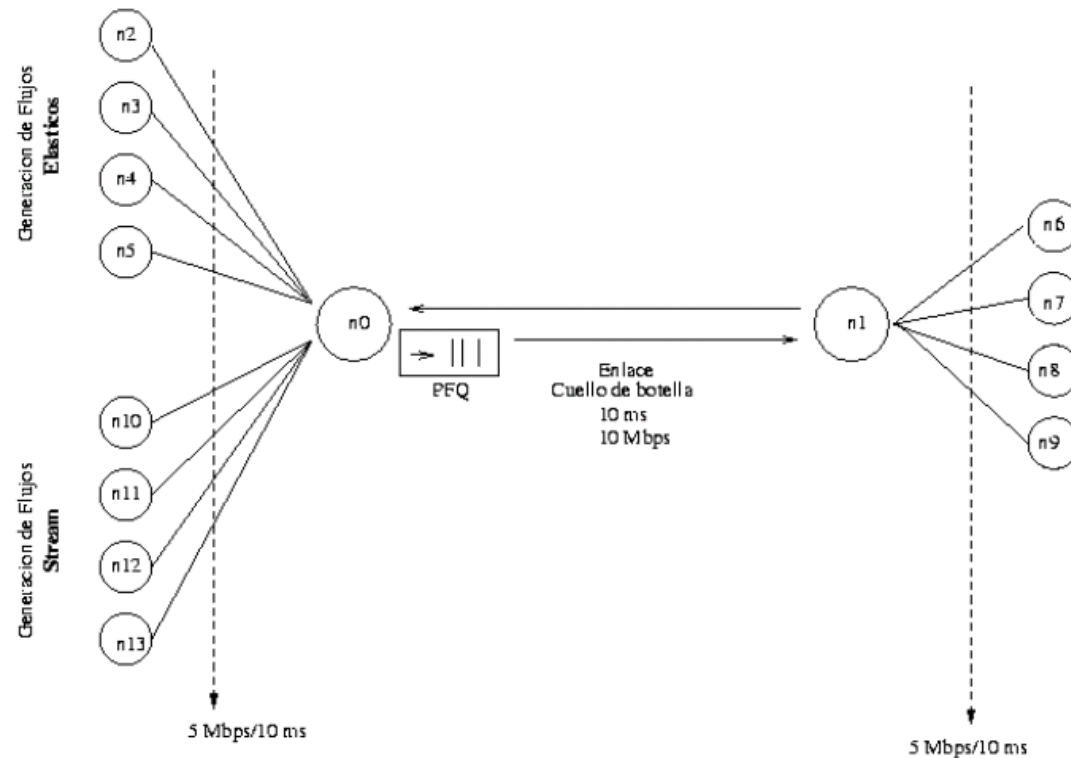 Generacion de Flujos
Elasticos
n2
n3
n4
n5
n0
PFQ
Enlace
Cuello de botella
10 ms
10 Mbps
n1
n6
n7
n8
n9
Generacion de Flujos
Stream
n10
n11
n12
n13
5 Mbps/10 ms
5 Mbps/10 ms